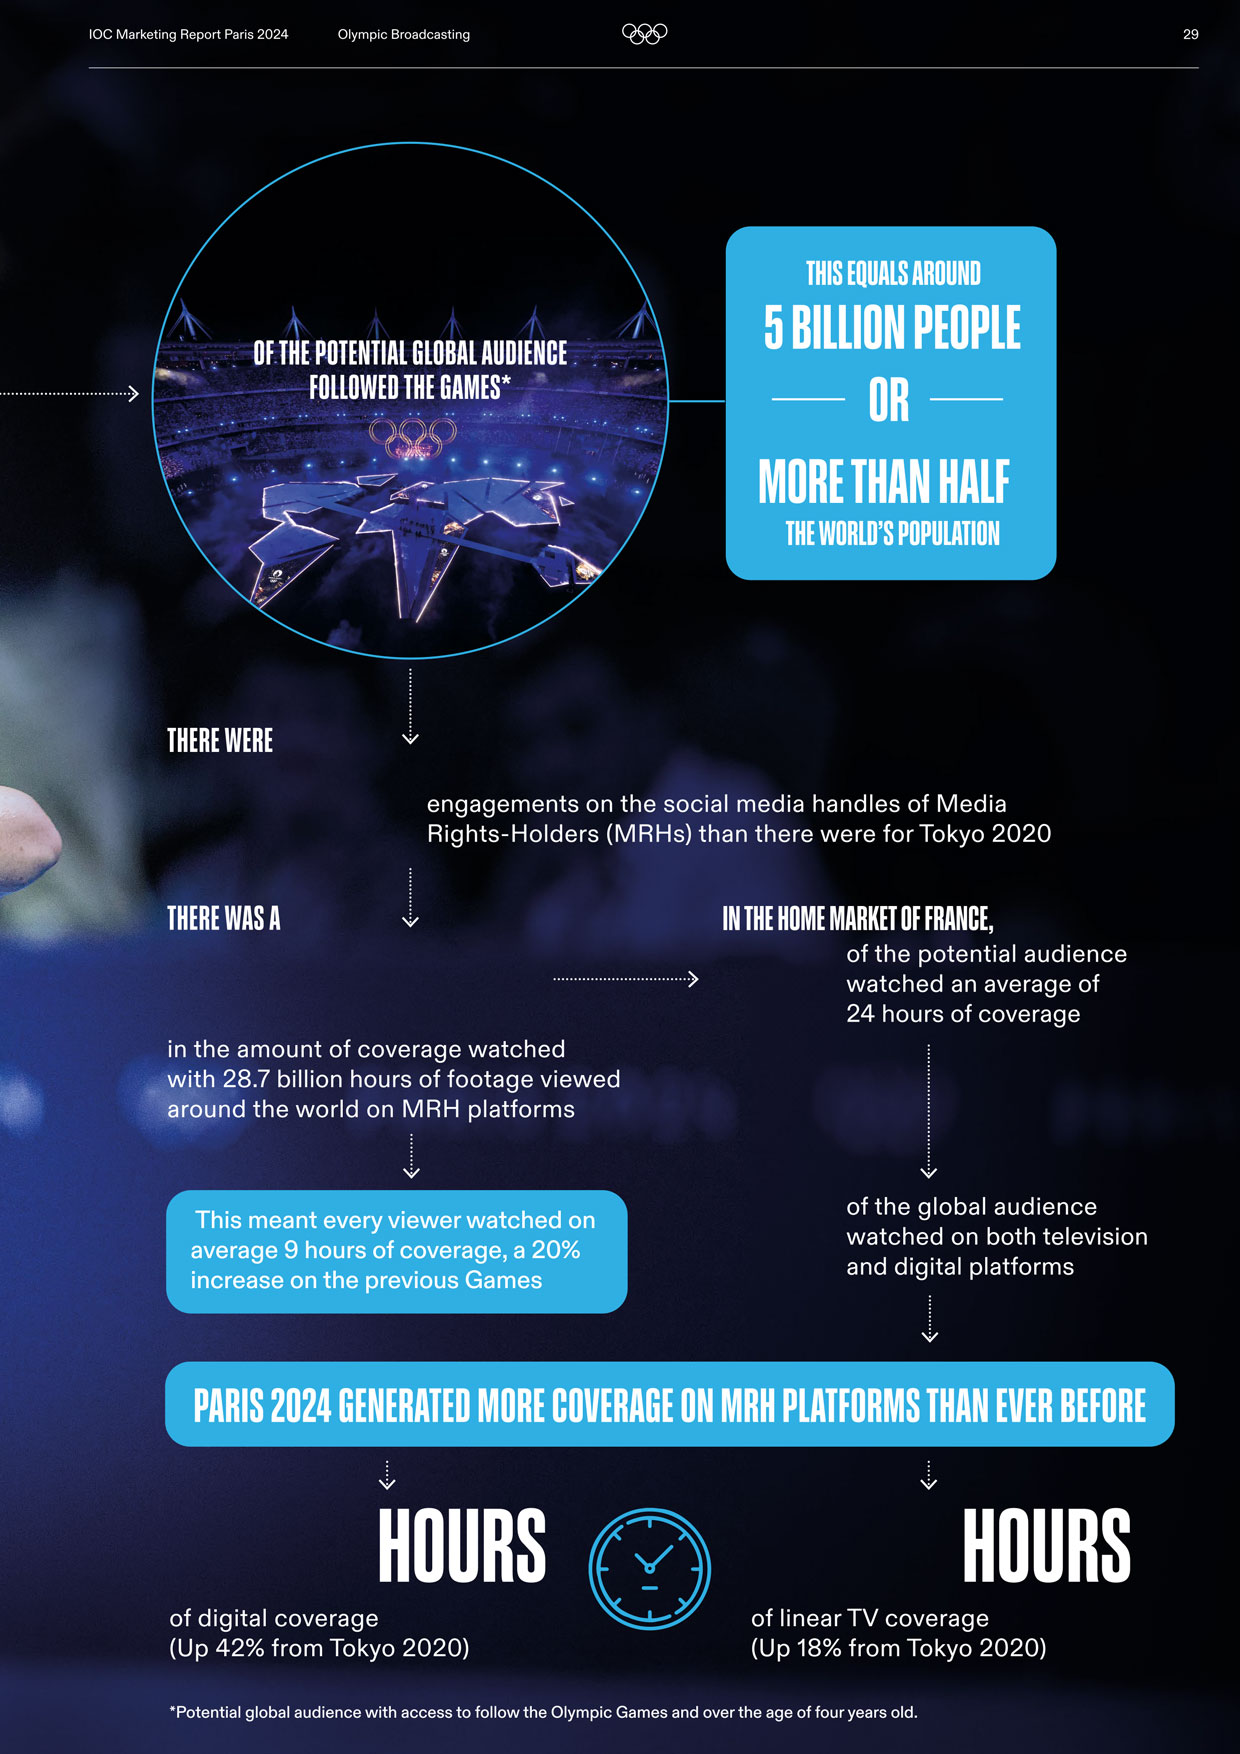 IOC Marketing Report Paris 2024
Olympic Broadcasting
29
OF THE POTENTIAL GLOBAL AUDIENCE
FOLLOWED THE GAMES*
THIS EQUALS AROUND
5 BILLION PEOPLE
OR
MORE THAN HALF
THE WORLD'S POPULATION
THERE WERE
engagements on the social media handles of Media
Rights-Holders (MRHs) than there were for Tokyo 2020
THERE WAS A
in the amount of coverage watched
with 28.7 billion hours of footage viewed
around the world on MRH platforms
This meant every viewer watched on
average 9 hours of coverage, a 20%
increase on the previous Games
IN THE HOME MARKET OF FRANCE,
of the potential audience
watched an average of
24 hours of coverage
of the global audience
watched on both television
and digital platforms
PARIS 2024 GENERATED MORE COVERAGE ON MRH PLATFORMS THAN EVER BEFORE
HOURS
of digital coverage
(Up 42% from Tokyo 2020)
HOURS
of linear TV coverage
(Up 18% from Tokyo 2020)
*Potential global audience with access to follow the Olympic Games and over the age of four years old.